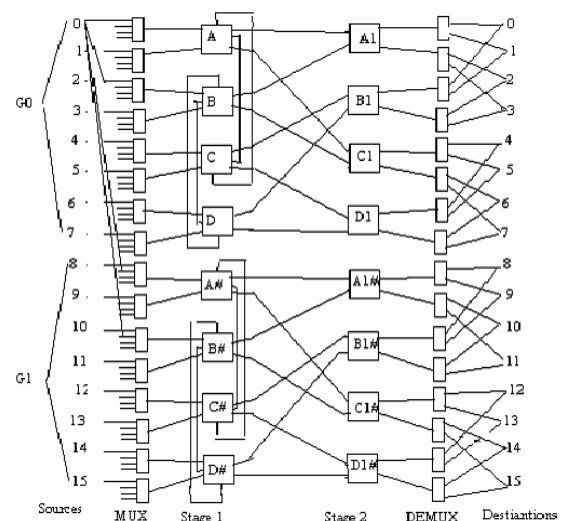 0 A A1 0
1 1
2 B B1 2
G0 3 3
4 C C1 4
5 5
6 D D1 6
7 7
8 A# A1# 8
9 9
10 B# B1# 10
G1 11 11
12 C# C1# 12
13 13
14 D# D1# 14
15 15
Sources MUX Stage 1 Stage 2 DEMUX Destiantions